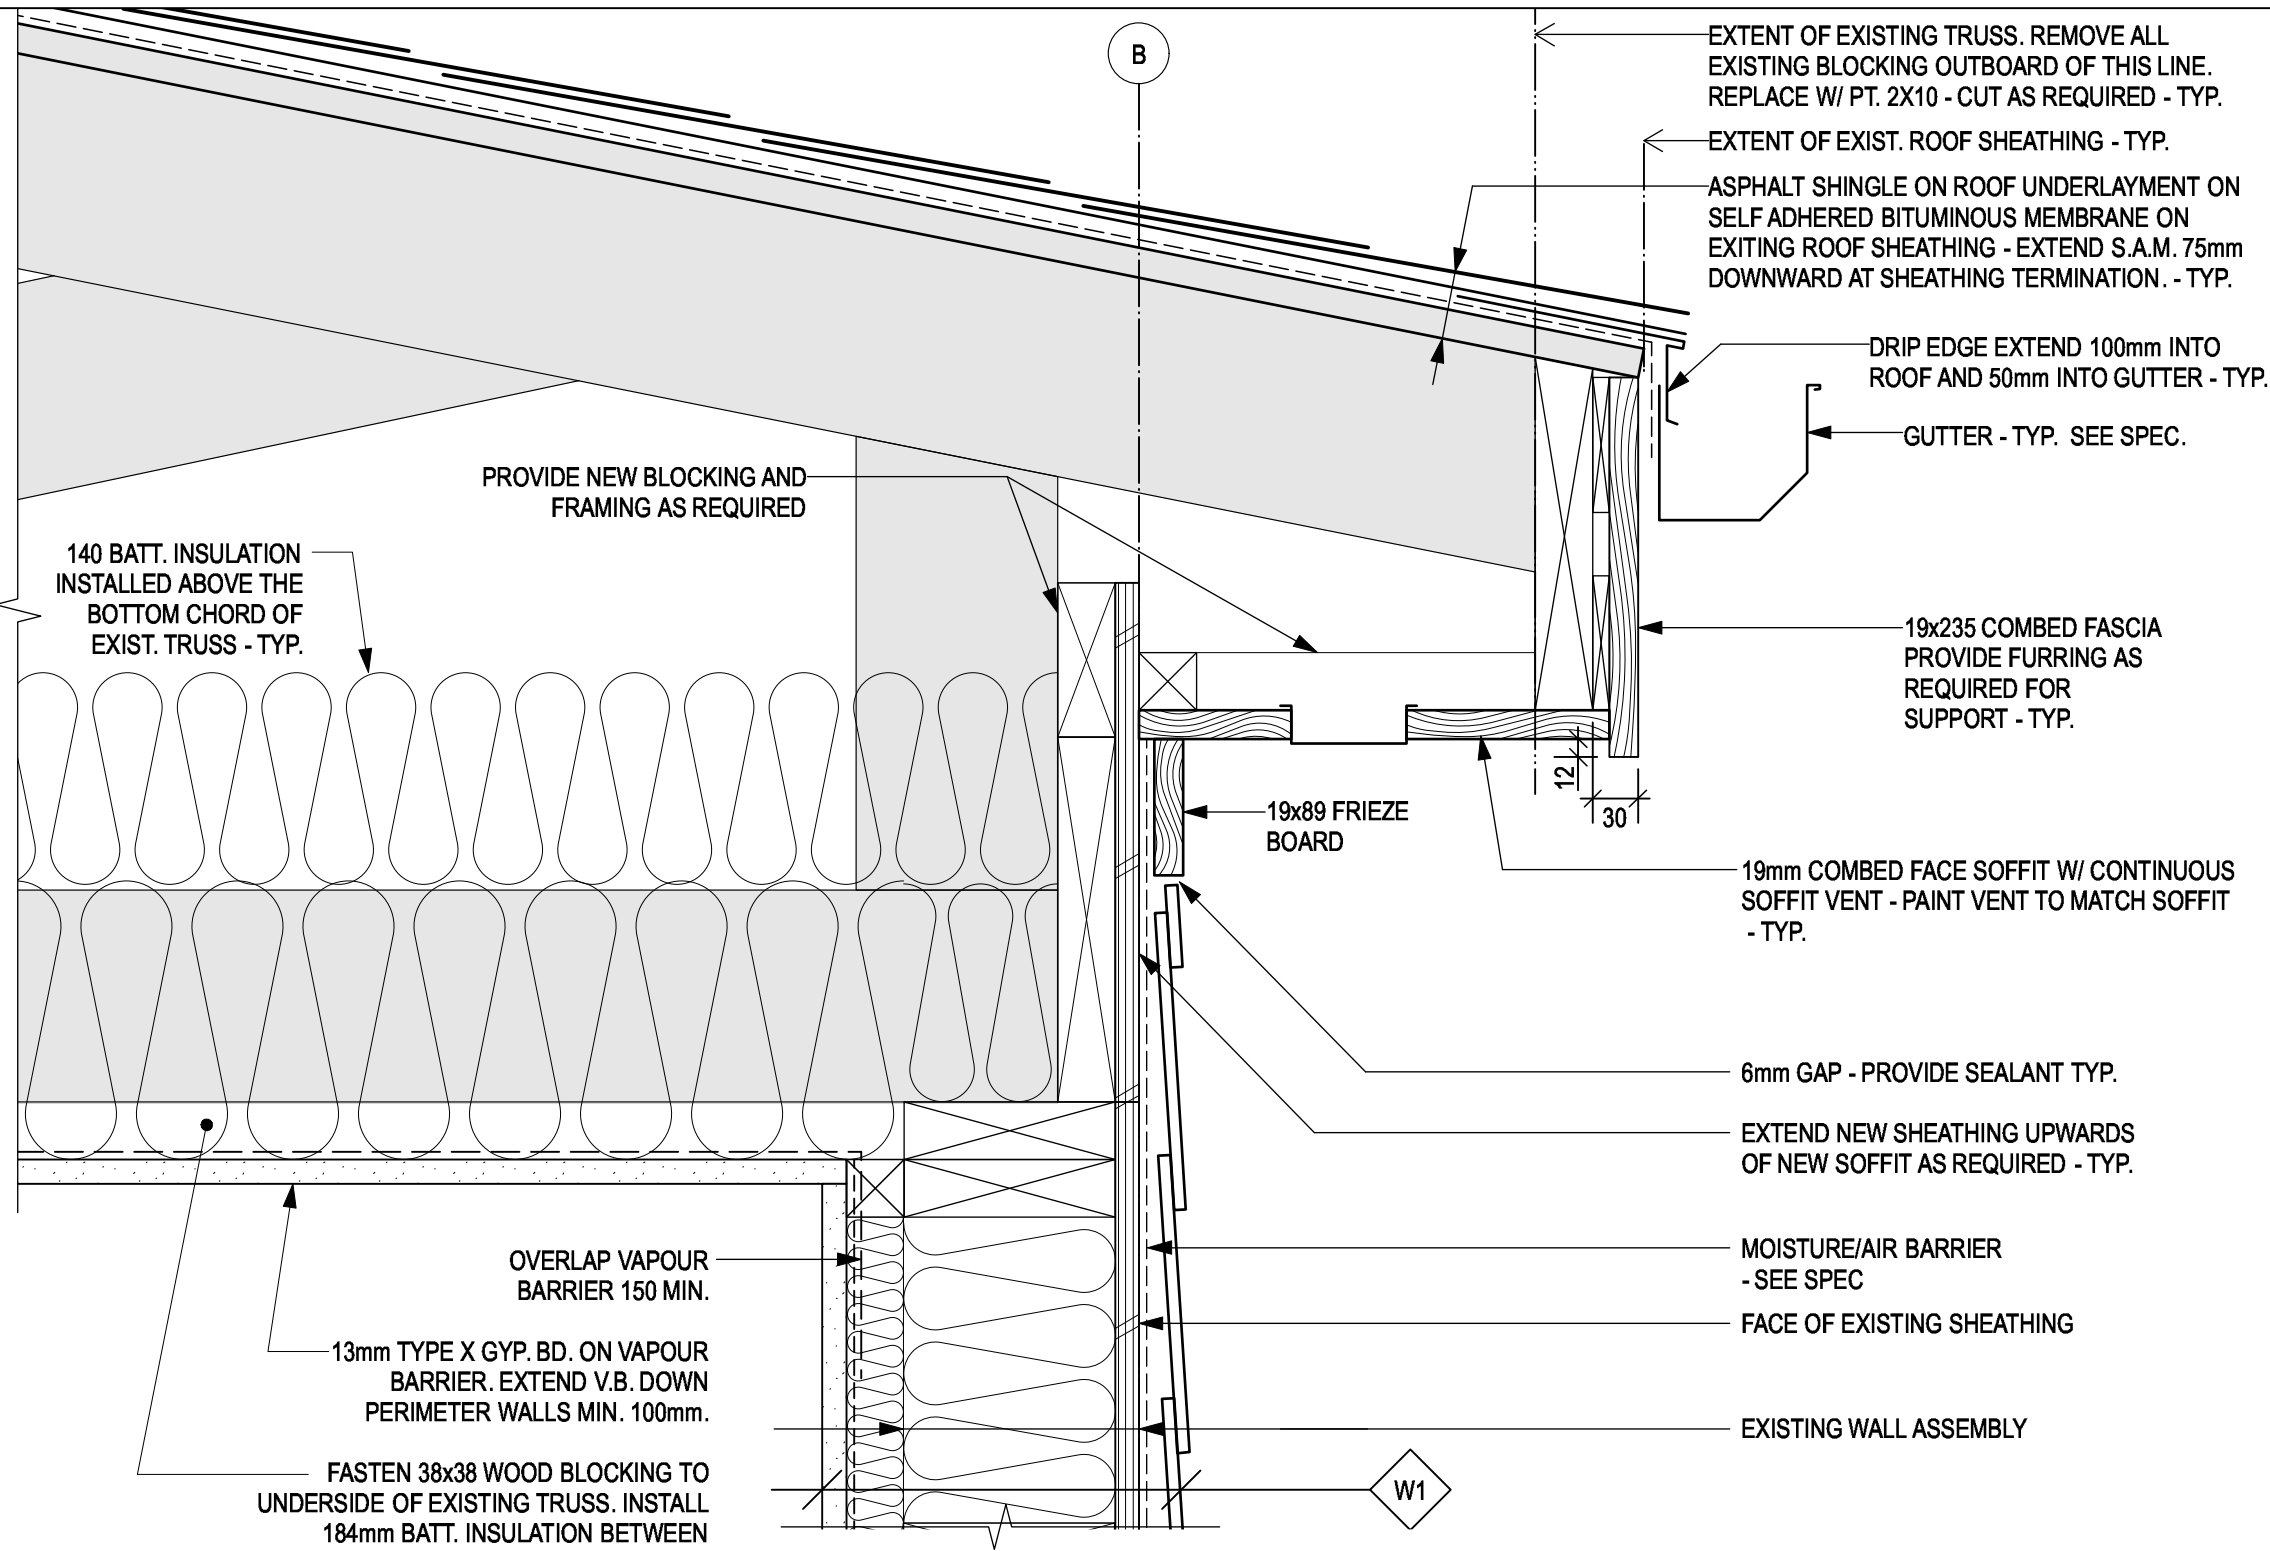 B
EXTENT OF EXISTING TRUSS. REMOVE ALL
EXISTING BLOCKING OUTBOARD OF THIS LINE.
REPLACE W/ PT. 2X10 - CUT AS REQUIRED - TYP.
EXTENT OF EXIST. ROOF SHEATHING - TYP.
ASPHALT SHINGLE ON ROOF UNDERLAYMENT ON
SELF ADHERED BITUMINOUS MEMBRANE ON
EXITING ROOF SHEATHING - EXTEND S.A.M. 75mm
DOWNWARD AT SHEATHING TERMINATION. - TYP.
DRIP EDGE EXTEND 100mm INTO
ROOF AND 50mm INTO GUTTER - TYP.
GUTTER - TYP. SEE SPEC.
PROVIDE NEW BLOCKING AND
FRAMING AS REQUIRED
140 BATT. INSULATION
INSTALLED ABOVE THE
BOTTOM CHORD OF
EXIST. TRUSS - TYP.
19x235 COMBED FASCIA
PROVIDE FURRING AS
REQUIRED FOR
SUPPORT - TYP.
12
30
19x89 FRIEZE
BOARD
19mm COMBED FACE SOFFIT W/ CONTINUOUS
SOFFIT VENT - PAINT VENT TO MATCH SOFFIT
- TYP.
6mm GAP - PROVIDE SEALANT TYP.
EXTEND NEW SHEATHING UPWARDS
OF NEW SOFFIT AS REQUIRED - TYP.
MOISTURE/AIR BARRIER
- SEE SPEC
FACE OF EXISTING SHEATHING
EXISTING WALL ASSEMBLY
W1
OVERLAP VAPOUR
BARRIER 150 MIN.
13mm TYPE X GYP. BD. ON VAPOUR
BARRIER. EXTEND V.B. DOWN
PERIMETER WALLS MIN. 100mm.
FASTEN 38x38 WOOD BLOCKING TO
UNDERSIDE OF EXISTING TRUSS. INSTALL
184mm BATT. INSULATION BETWEEN